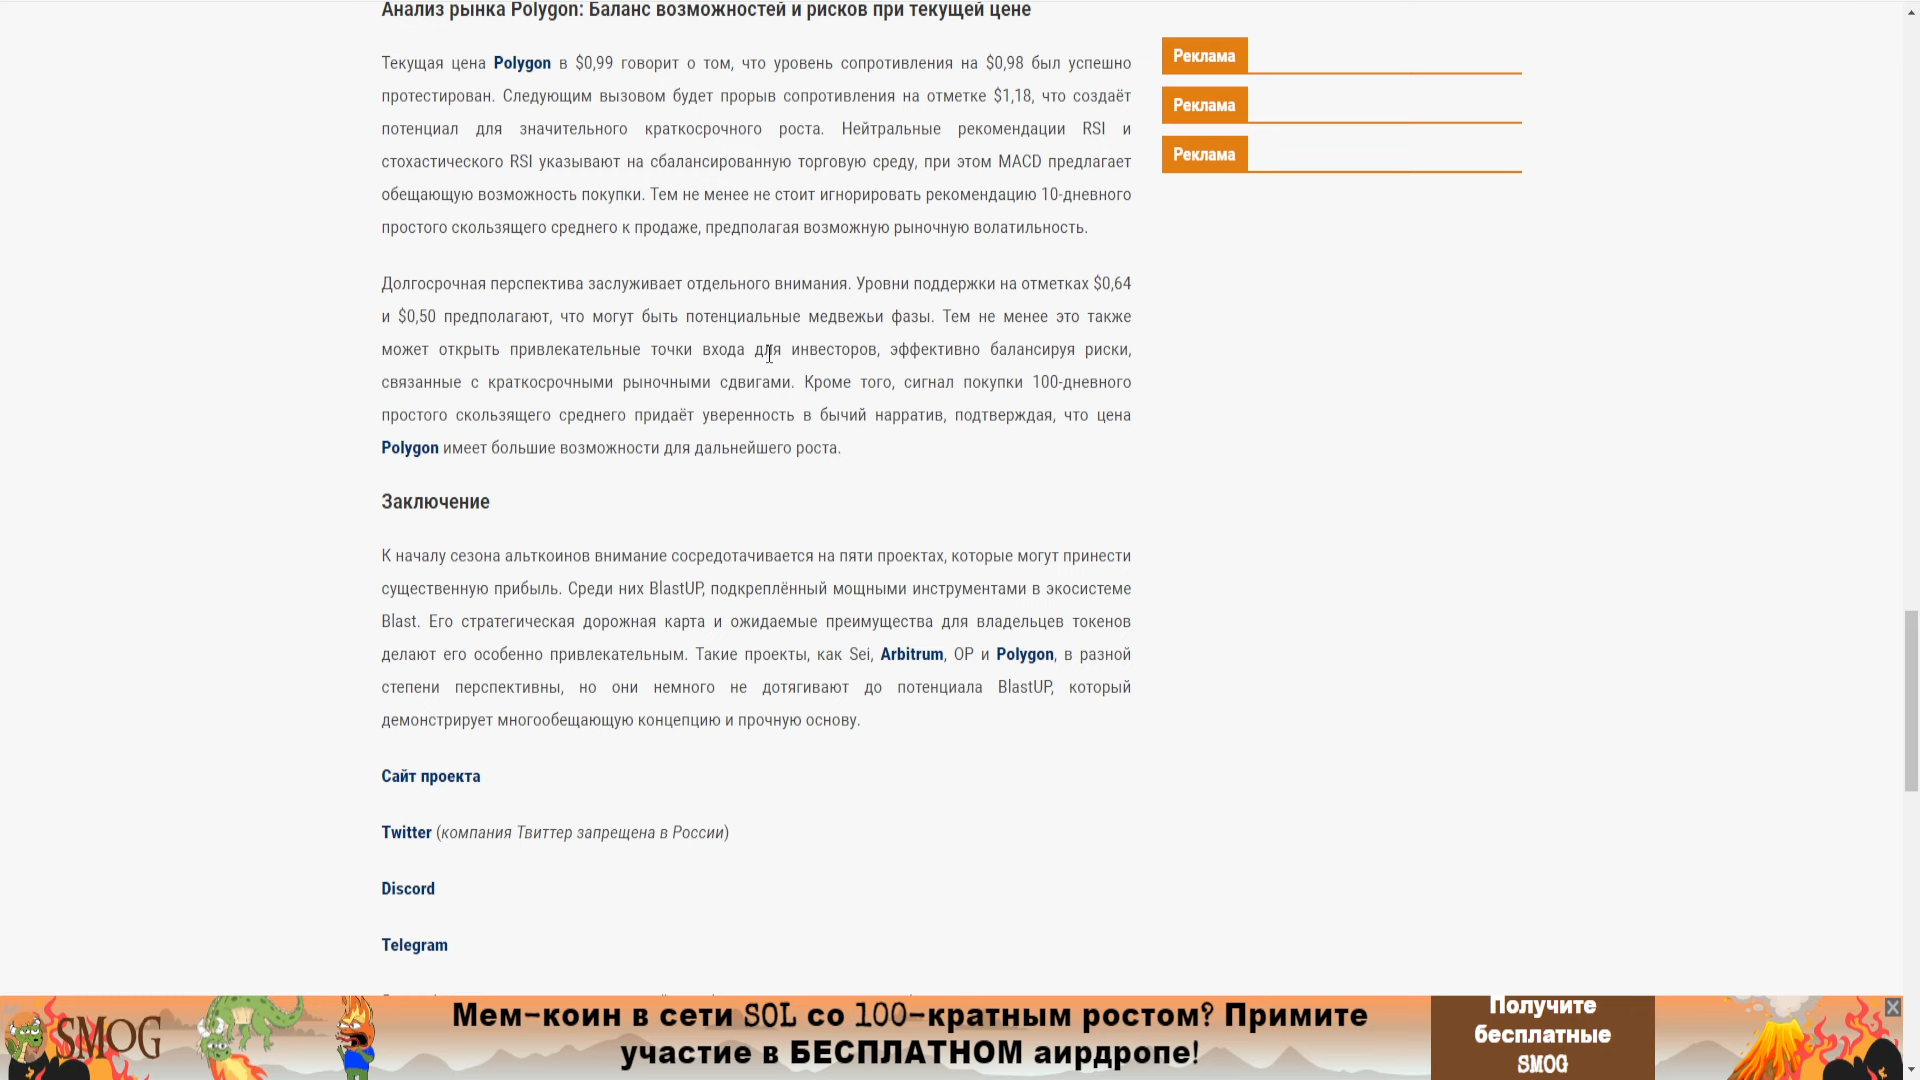 Анализ рынка Polygon: Баланс возможностей и рисков при текущей цене
Текущая цена Polygon в $0,99 говорит о том, что уровень сопротивления на $0,98 был успешно
протестирован. Следующим вызовом будет прорыв сопротивления на отметке $1,18, что создаёт
потенциал для значительного краткосрочного роста. Нейтральные рекомендации RSI и
стохастического RSI указывают на сбалансированную торговую среду, при этом MACD предлагает
обещающую возможность покупки. Тем не менее не стоит игнорировать рекомендацию 10-дневного
простого скользящего среднего к продаже, предполагая возможную рыночную волатильность.
Долгосрочная перспектива заслуживает отдельного внимания. Уровни поддержки на отметках $0,64
и $0,50 предполагают, что могут быть потенциальные медвежьи фазы. Тем не менее это также
может открыть привлекательные точки входа для инвесторов, эффективно балансируя риски,
связанные с краткосрочными рыночными сдвигами. Кроме того, сигнал покупки 100-дневного
простого скользящего среднего придаёт уверенность в бычий нарратив, подтверждая, что цена
Polygon имеет большие возможности для дальнейшего роста.
Заключение
К началу сезона альткоинов внимание сосредотачивается на пяти проектах, которые могут принести
существенную прибыль. Среди них BlastUP, подкреплённый мощными инструментами в экосистеме
Blast. Его стратегическая дорожная карта и ожидаемые преимущества для владельцев токенов
делают его особенно привлекательным. Такие проекты, как Sei, Arbitrum, OP и Polygon, в разной
степени перспективны, но они немного не дотягивают до потенциала BlastUP, который
демонстрирует многообещающую концепцию и прочную основу.
Сайт проекта
Twitter (компания Твиттер запрещена в России)
Discord
Telegram
Реклама
Реклама
Реклама
SMOG
Мем-коин в сети SOL со 100-кратным ростом? Примите
участие в БЕСПЛАТНОМ аирдропе!
Получите
бесплатные
SMOG